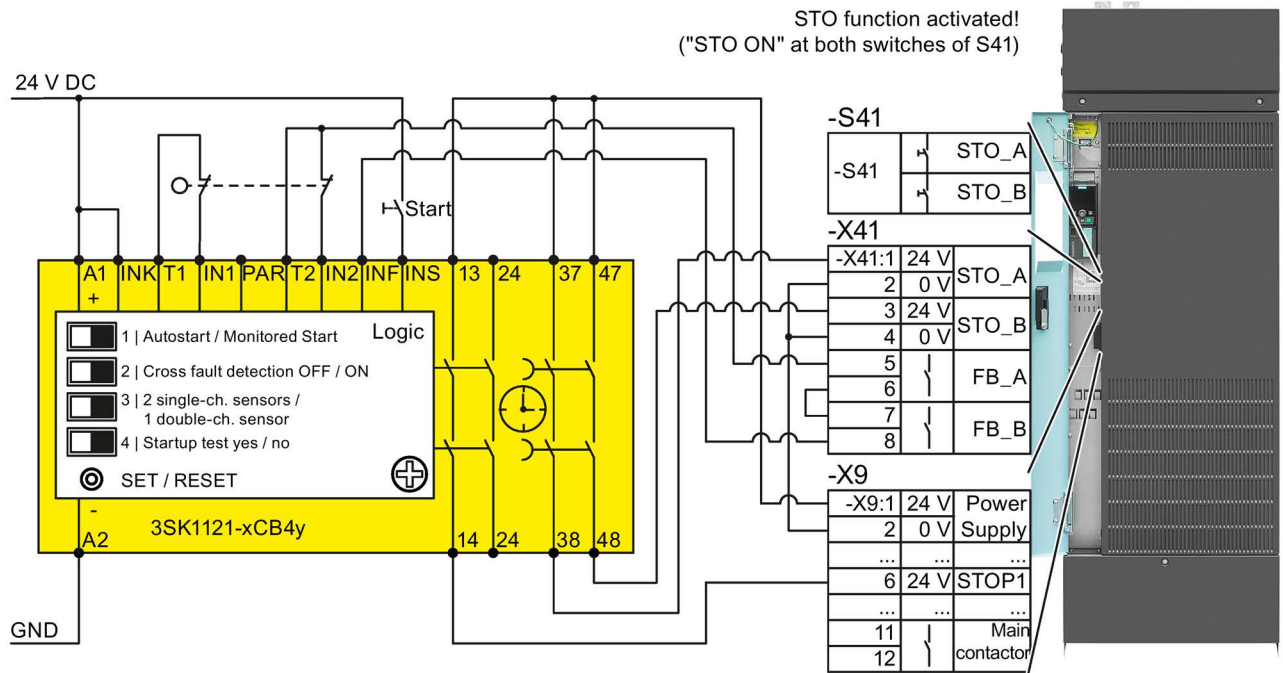 STO function activated!
("STO ON" at both switches of S41)
24 V DC
Start
A1 INK T1 IN1 PAR T2 IN2 INF INS 13 24 37 47
+
Logic
1 | Autostart / Monitored Start
2 | Cross fault detection OFF / ON
3 | 2 single-ch. sensors /
1 double-ch. sensor
4 | Startup test yes / no
SET / RESET
-
3SK1121-xCB4y
A2 14 24 38 48
GND
-S41
-S41 STO_A
STO_B
-X41
-X41:1 24 V STO_A
2 0 V
3 24 V STO_B
4 0 V
5 FB_A
6
7 FB_B
8
-X9
-X9:1 24 V Power
2 0 V Supply
... ... ...
6 24 V STOP1
... ... ...
11 Main
12 contactor